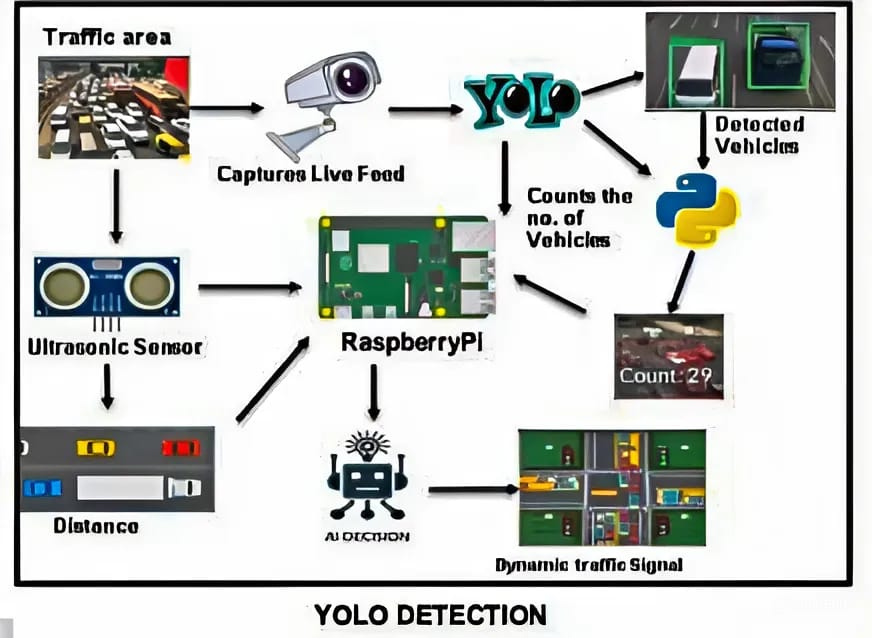 Traffic area
Captures Live Feed
YOLO
Detected
Vehicles
Counts the
no. of
Vehicles
Ultrasonic Sensor
RaspberryPi
Count: 29
Distance
AI DECISION
Dynamic traffic Signal
YOLO DETECTION